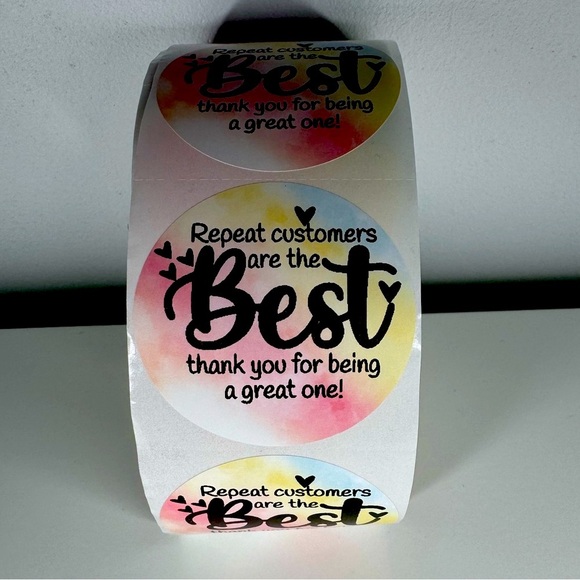 Repeat customers
are the
Best
thank you for being
a great one!
Repeat customers
are the
Best
thank you for being
a great one!
Repeat customers
are the
Best